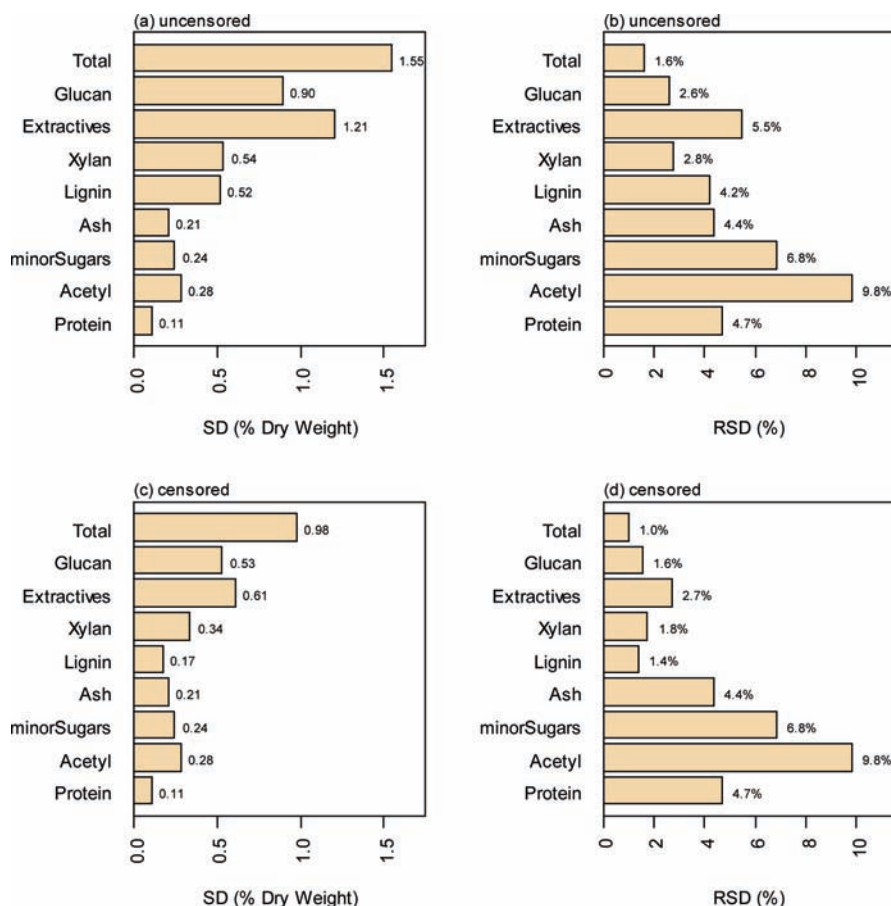 (a) uncensored
Total 1.55
Glucan 0.90
Extractives 1.21
Xylan 0.54
Lignin 0.52
Ash 0.21
minorSugars 0.24
Acetyl 0.28
Protein 0.11
0.0 0.5 1.0 1.5
SD (% Dry Weight)
(b) uncensored
Total 1.6%
Glucan 2.6%
Extractives 5.5%
Xylan 2.8%
Lignin 4.2%
Ash 4.4%
minorSugars 6.8%
Acetyl 9.8%
Protein 4.7%
0 2 4 6 8 10
RSD (%)
(c) censored
Total 0.98
Glucan 0.53
Extractives 0.61
Xylan 0.34
Lignin 0.17
Ash 0.21
minorSugars 0.24
Acetyl 0.28
Protein 0.11
0.0 0.5 1.0 1.5
SD (% Dry Weight)
(d) censored
Total 1.0%
Glucan 1.6%
Extractives 2.7%
Xylan 1.8%
Lignin 1.4%
Ash 4.4%
minorSugars 6.8%
Acetyl 9.8%
Protein 4.7%
0 2 4 6 8 10
RSD (%)